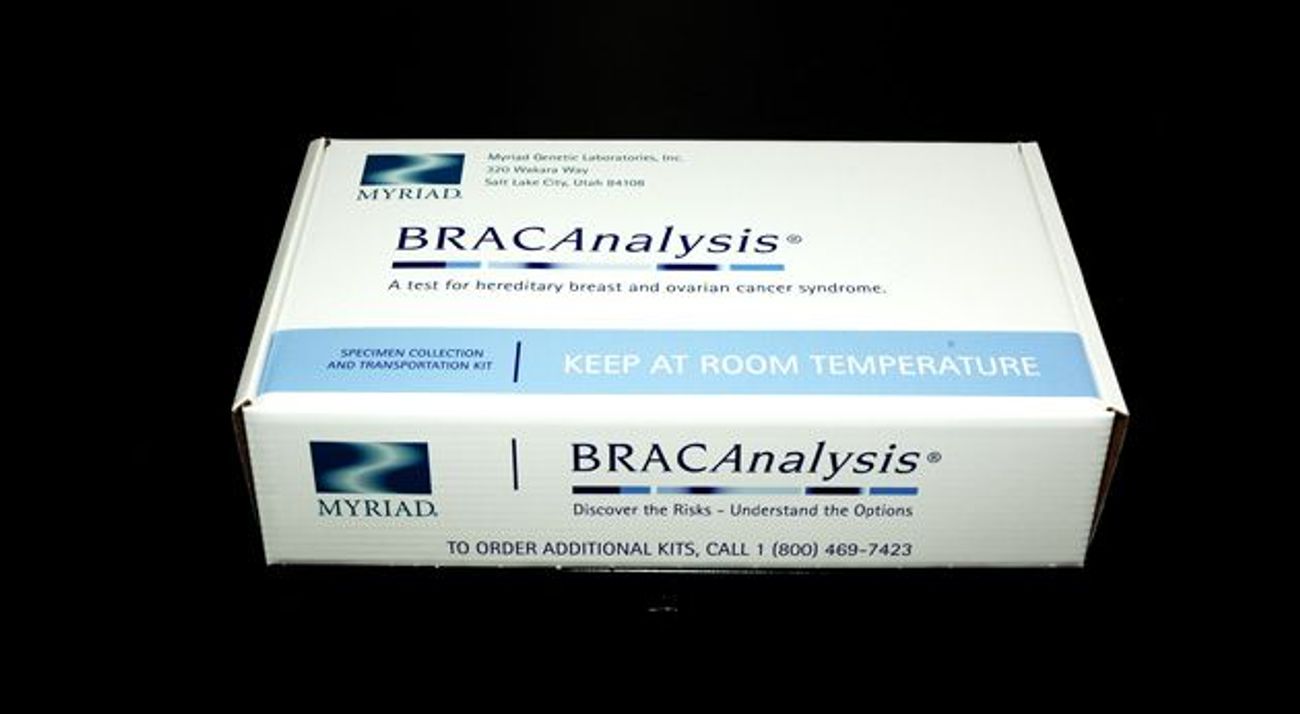 MYRIAD
Myriad Genetic Laboratories, Inc.
320 Wakara Way
Salt Lake City, Utah 84108
BRACAnalysis®
A test for hereditary breast and ovarian cancer syndrome.
SPECIMEN COLLECTION
AND TRANSPORTATION KIT
KEEP AT ROOM TEMPERATURE
MYRIAD.
BRACAnalysis®
Discover the Risks – Understand the Options
TO ORDER ADDITIONAL KITS, CALL 1 (800) 469-7423